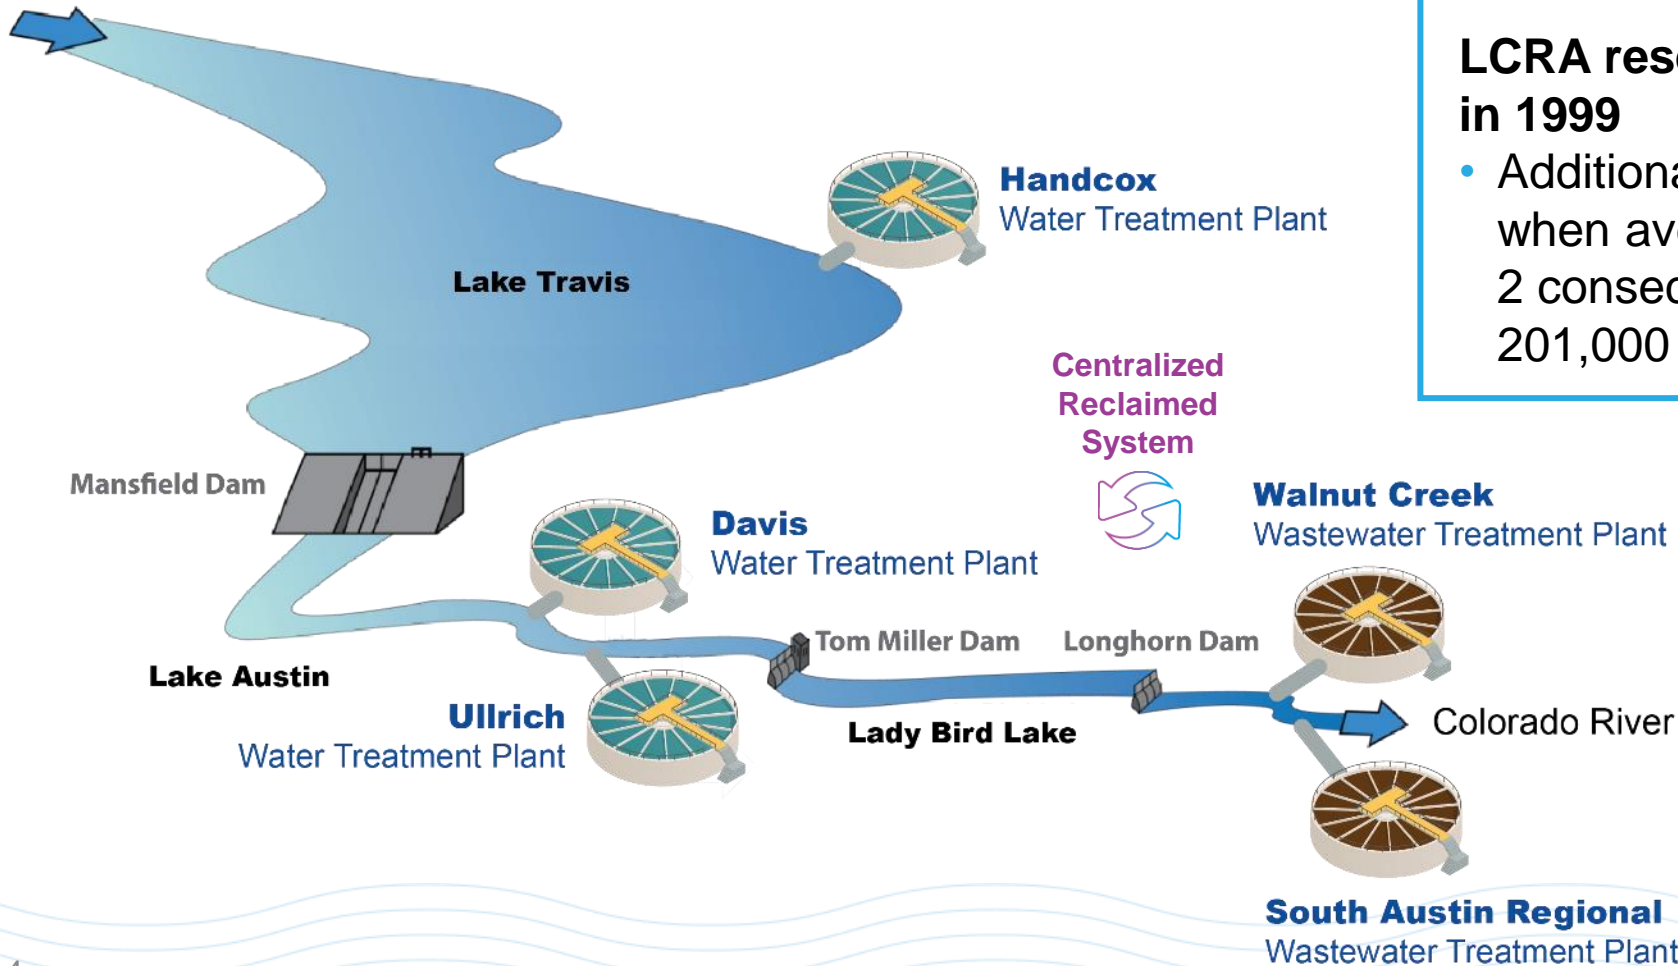 LCRA
in 1999
• Additiona
when
2 consec
201,000
Handcox
Water Treatment Plant
Lake Travis
Centralized
Reclaimed
System
Mansfield Dam
Davis
Water Treatment Plant
Walnut Creek
Wastewater Treatment Plant
Tom Miller Dam
Longhorn Dam
Lake Austin
Ullrich
Water Treatment Plant
Lady Bird Lake
Colorado River
South Austin Regional
Wastewater Treatment Plant